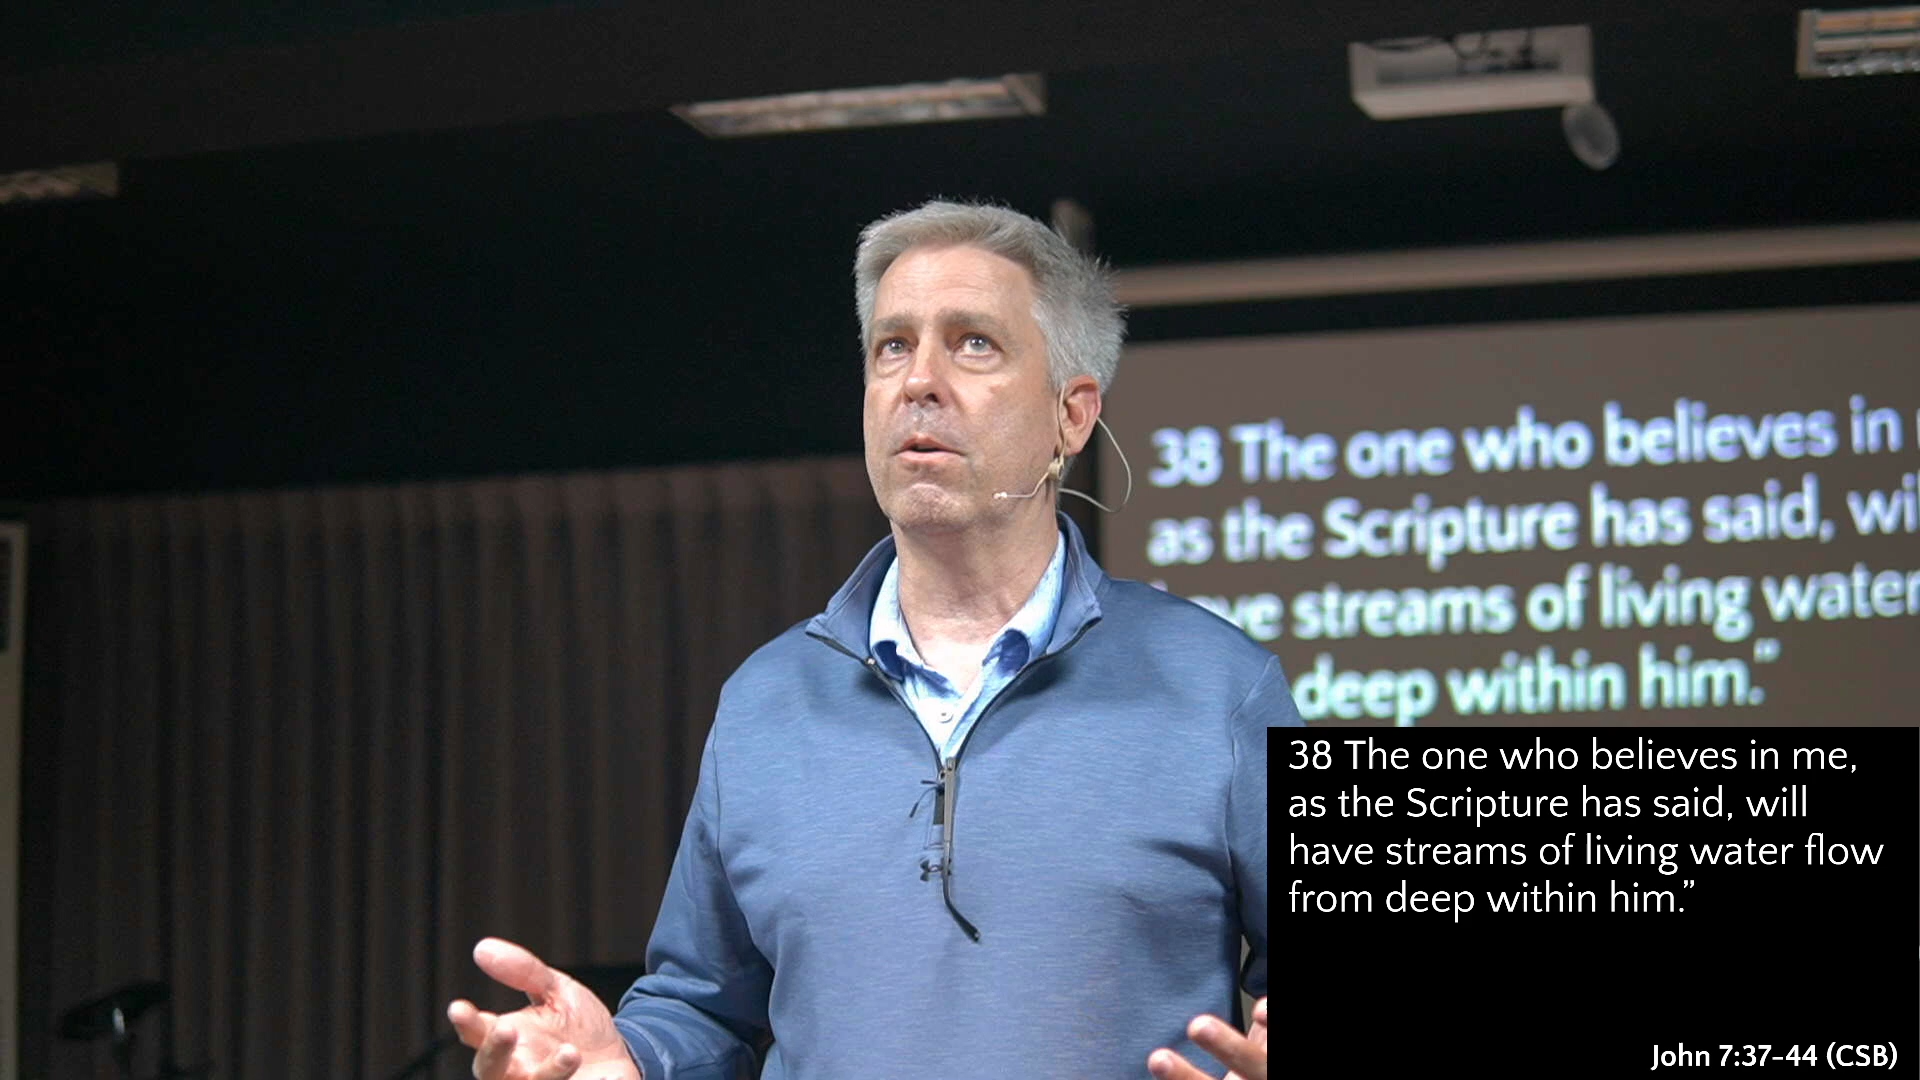 38 The one who believes in
as the Scripture has said, wi
ve streams of living water
deep within him.”
38 The one who believes in me,
as the Scripture has said, will
have streams of living water flow
from deep within him.”
John 7:37-44 (CSB)